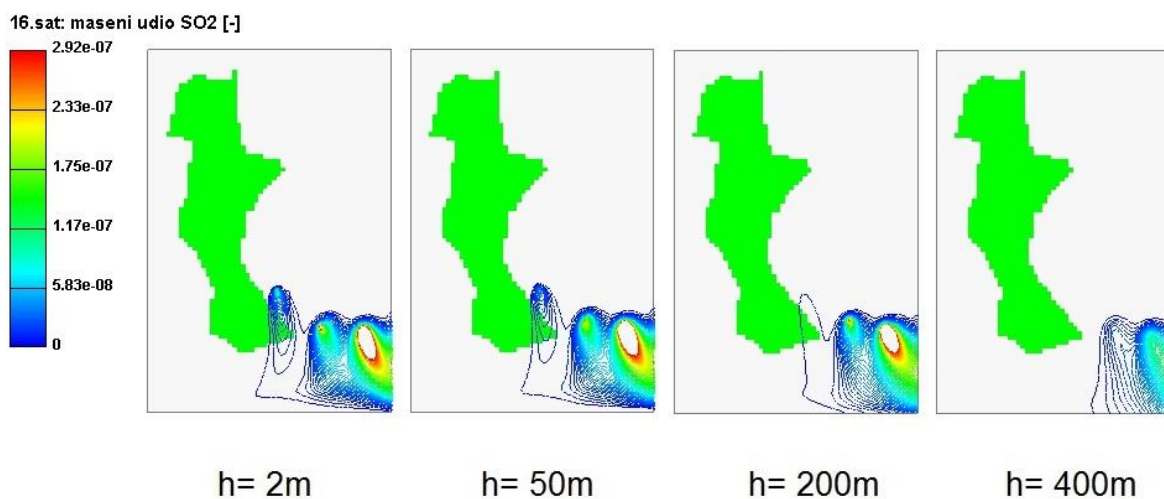 16.sat: maseni udio SO2 [-]
2.92e-07
2.33e-07
1.75e-07
1.17e-07
5.83e-08
0
h= 2m
h= 50m
h= 200m
h= 400m